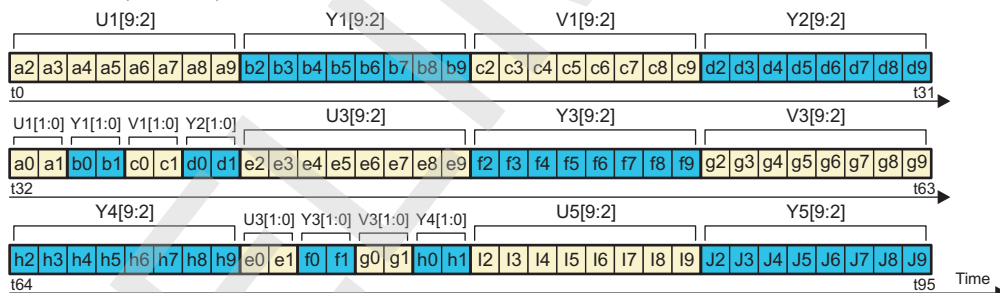 U1[9:2] Y1[9:2] V1[9:2] Y2[9:2]
a2 a3 a4 a5 a6 a7 a8 a9 b2 b3 b4 b5 b6 b7 b8 b9 c2 c3 c4 c5 c6 c7 c8 c9 d2 d3 d4 d5 d6 d7 d8 d9
t0 t31
U1[1:0] Y1[1:0] V1[1:0] Y2[1:0] U3[9:2] Y3[9:2] V3[9:2]
a0 a1 b0 b1 c0 c1 d0 d1 e2 e3 e4 e5 e6 e7 e8 e9 f2 f3 f4 f5 f6 f7 f8 f9 g2 g3 g4 g5 g6 g7 g8 g9
t32 t63
Y4[9:2] U3[1:0] Y3[1:0] V3[1:0] Y4[1:0] U5[9:2] Y5[9:2]
h2 h3 h4 h5 h6 h7 h8 h9 e0 e1 f0 f1 g0 g1 h0 h1 I2 I3 I4 I5 I6 I7 I8 I9 J2 J3 J4 J5 J6 J7 J8 J9
t64 t95 Time